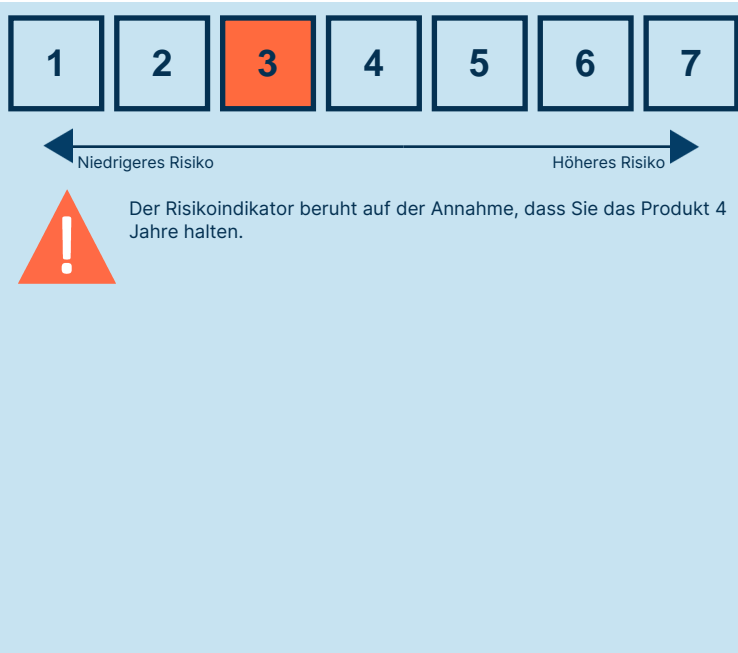 1 2 3 4 5 6 7
Niedrigeres Risiko Höheres Risiko
Der Risikoindikator beruht auf der Annahme, dass Sie das Produkt 4
Jahre halten.